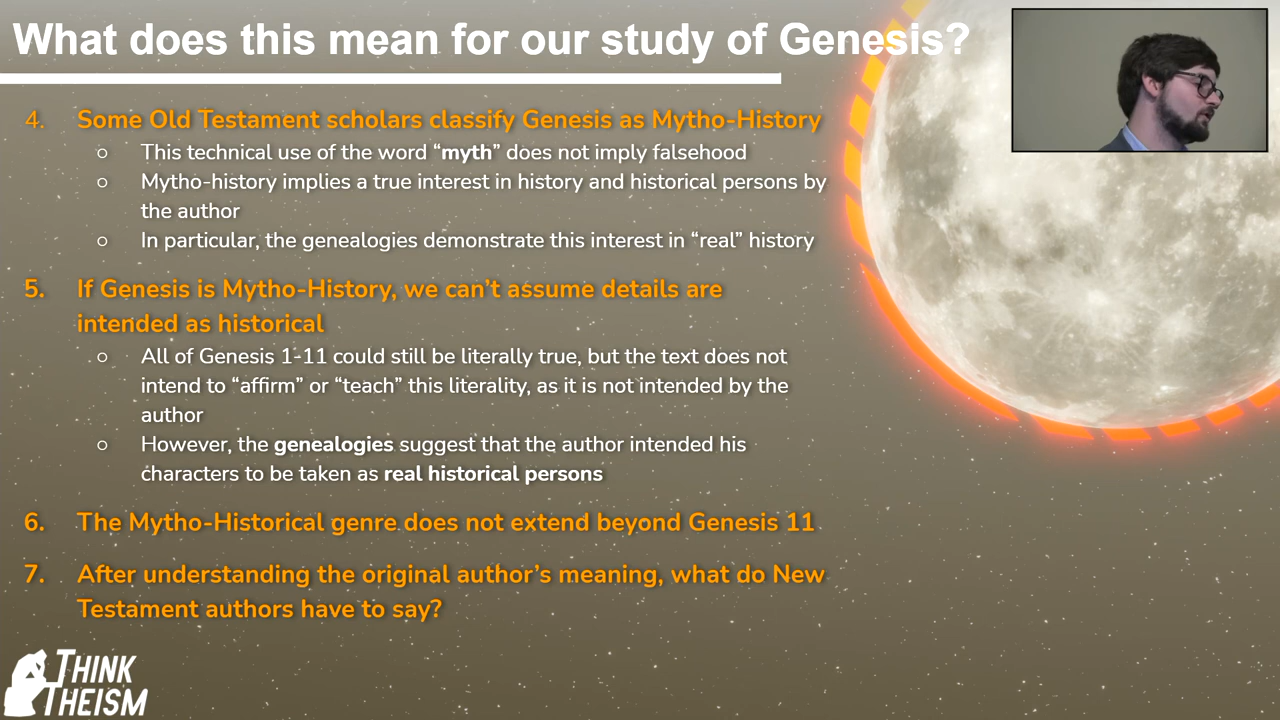 What does this mean for our study of Genesis?
4. Some Old Testament scholars classify Genesis as Mytho-History
○ This technical use of the word “myth” does not imply falsehood
○ Mytho-history implies a true interest in history and historical persons by
the author
○ In particular, the genealogies demonstrate this interest in “real” history
5. If Genesis is Mytho-History, we can’t assume details are
intended as historical
○ All of Genesis 1-11 could still be literally true, but the text does not
intend to “affirm” or “teach” this literality, as it is not intended by the
author
○ However, the genealogies suggest that the author intended his
characters to be taken as real historical persons
6. The Mytho-Historical genre does not extend beyond Genesis 11
7. After understanding the original author’s meaning, what do New
Testament authors have to say?
THINK
THEISM